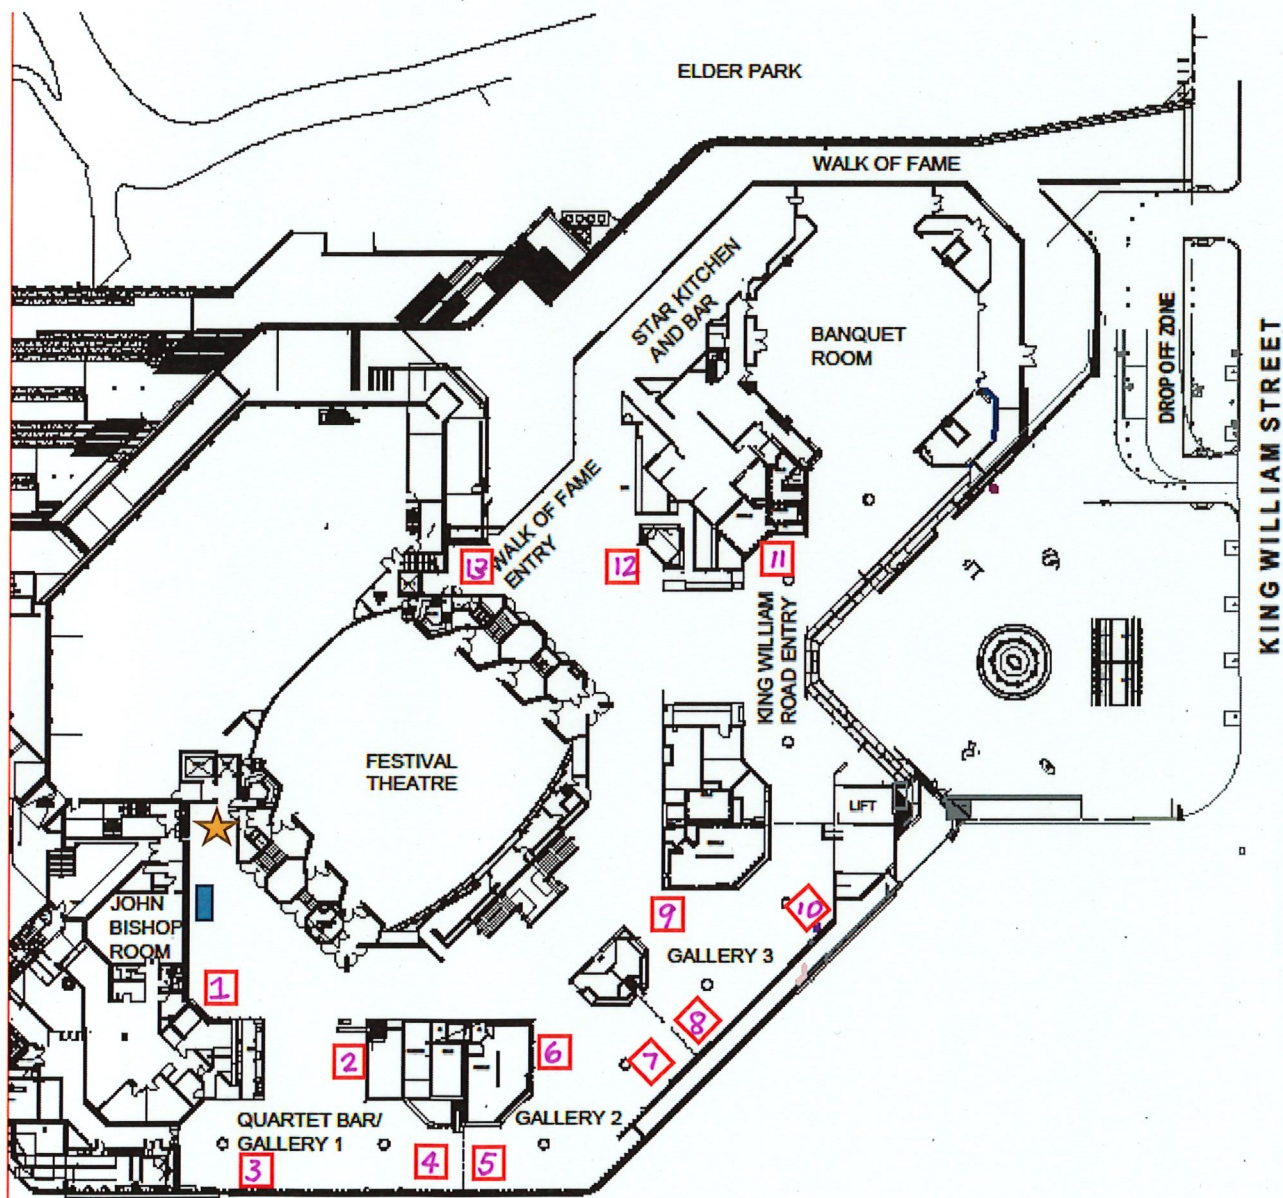 ELDER PARK
WALK OF FAME
STAR KITCHEN
AND BAR
BANQUET
ROOM
DROP OFF ZONE
KING WILLIAM STREET
WALK OF FAME
ENTRY
13
12
11
KING WILLIAM
ROAD ENTRY
FESTIVAL
THEATRE
LIFT
JOHN
BISHOP
ROOM
9
10
GALLERY 3
1
8
2
6
7
QUARTET BAR/
GALLERY 1
GALLERY 2
3
4
5